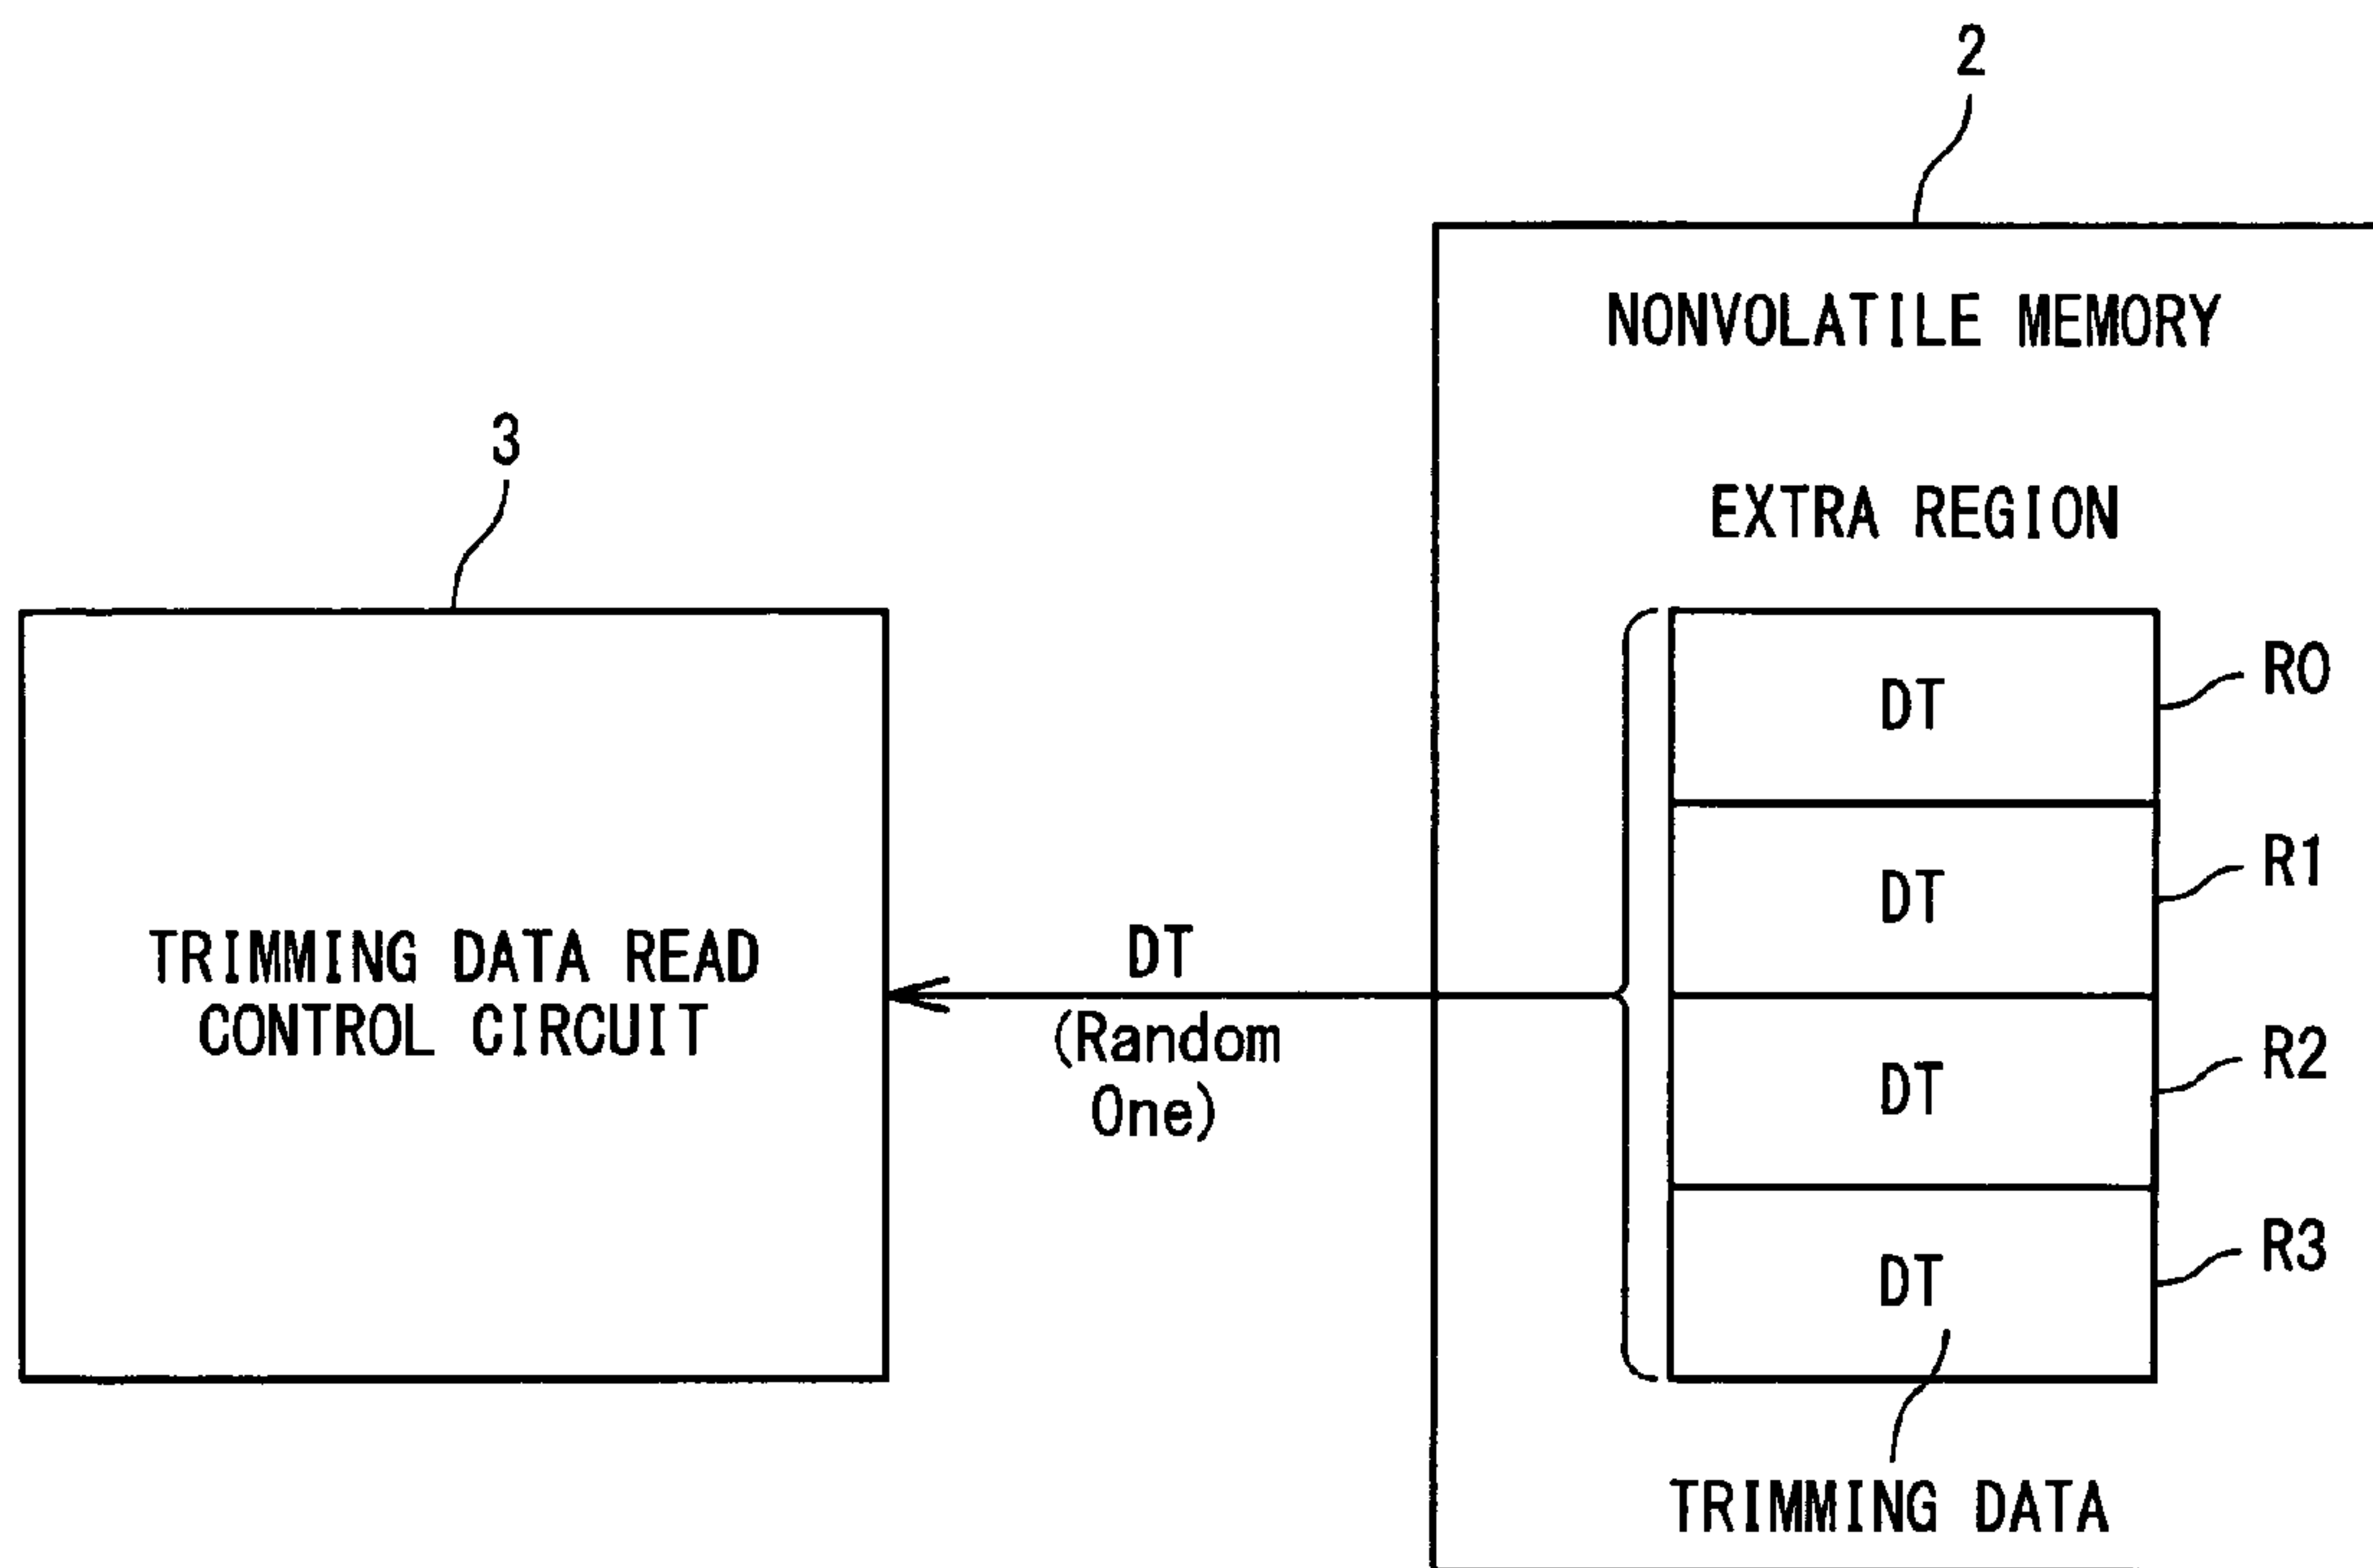 2
NONVOLATILE MEMORY
3
EXTRA REGION
DT
R0
DT
R1
TRIMMING DATA READ
CONTROL CIRCUIT
DT
(Random
One)
DT
R2
DT
R3
TRIMMING DATA